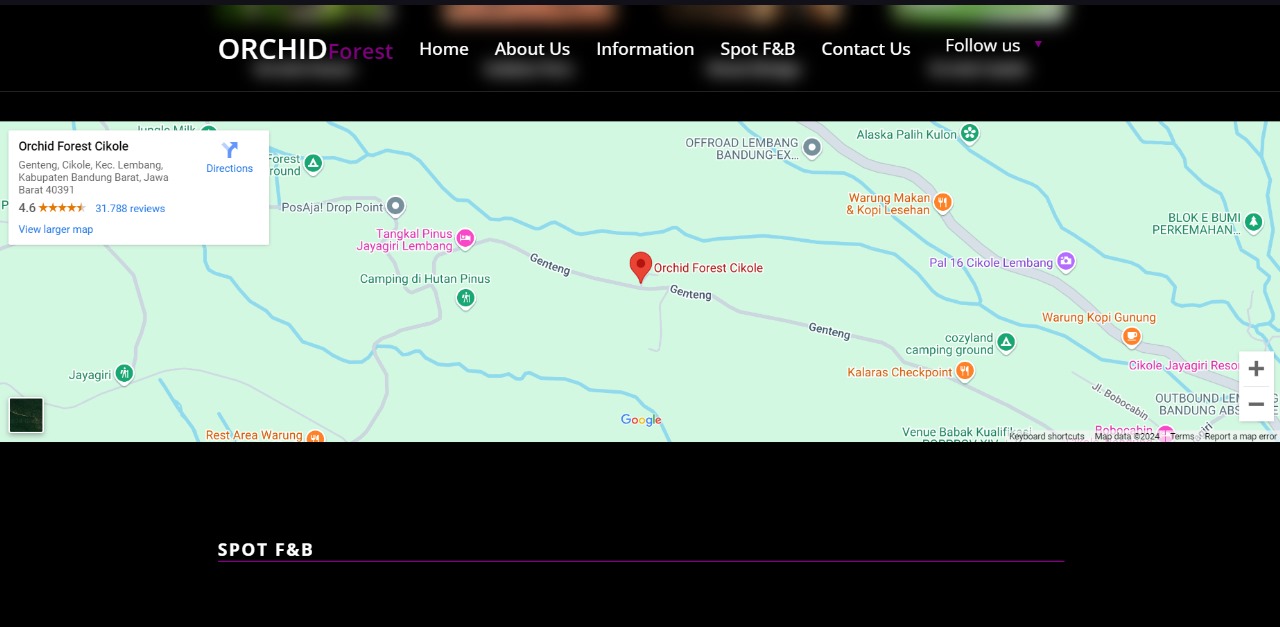 ORCHIDForest Home About Us Information Spot F&B Contact Us Follow us
Orchid Forest Cikole
Genteng, Cikole, Kec. Lembang,
Kabupaten Bandung Barat, Jawa
Barat 40391
4.6 31.788 reviews
View larger map
Directions
Jungle Milk
Forest
PosAja! Drop Point
Tangkal Pinus
Jayagiri Lembang
Camping di Hutan Pinus
Jayagiri
Rest Area Warung
Genteng
Orchid Forest Cikole
Genteng
Genteng
OFFROAD LEMBANG
BANDUNG-EX...
Alaska Palih Kulon
Warung Makan
& Kopi Lesehan
BLOK E BUMI
PERKEMAHAN...
Pal 16 Cikole Lembang
Warung Kopi Gunung
cozyland
camping ground
Kalaras Checkpoint
Cikole Jayagiri Resor
Jl. Bobocabin
OUTBOUND LEM
BANDUNG ABS
Bobocabin
Venue Babak Kualifikasi
Google
+
−
Keyboard shortcuts Map data ©2024 Terms Report a map error
SPOT F&B